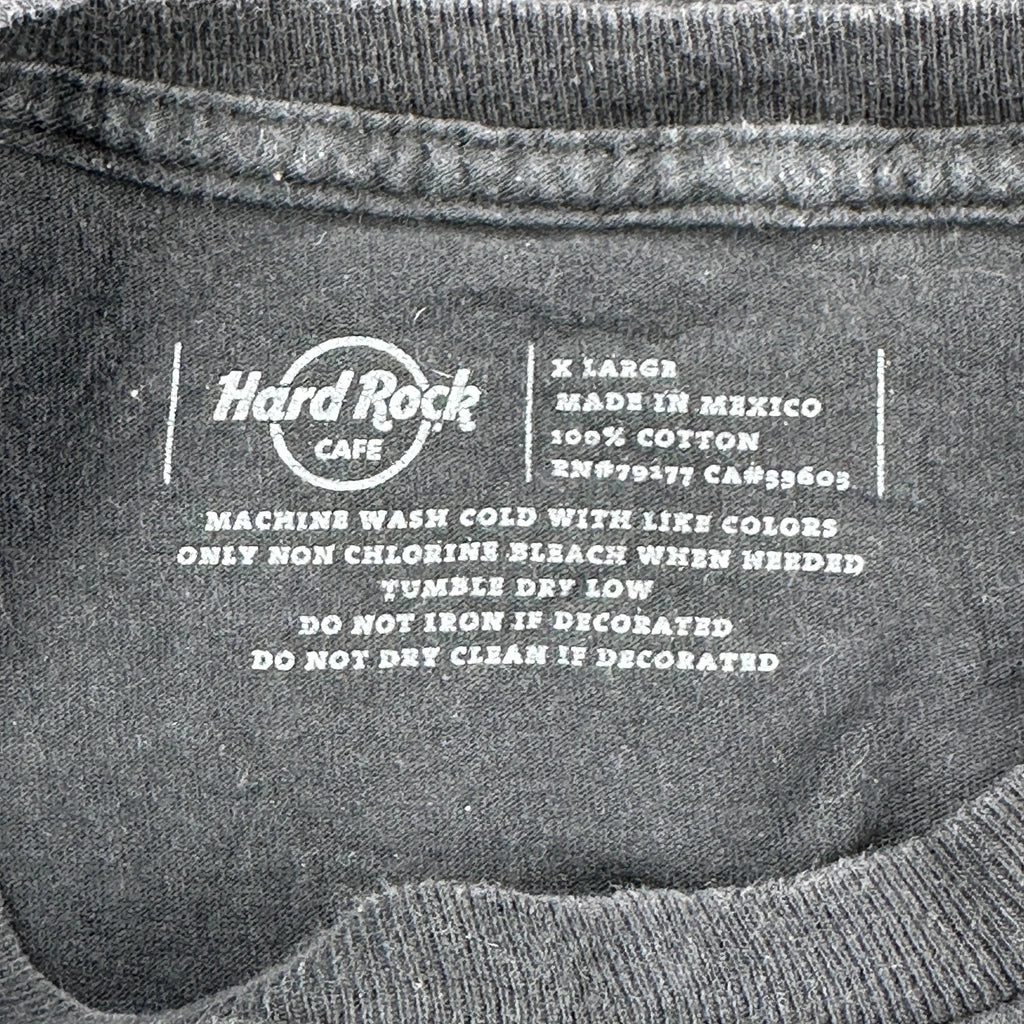 Hard Rock
CAFE
X LARGE
MADE IN MEXICO
100% COTTON
RN#79177 CA#33603
MACHINE WASH COLD WITH LIKE COLORS
ONLY NON CHLORINE BLEACH WHEN NEEDED
TUMBLE DRY LOW
DO NOT IRON IF DECORATED
DO NOT DRY CLEAN IF DECORATED